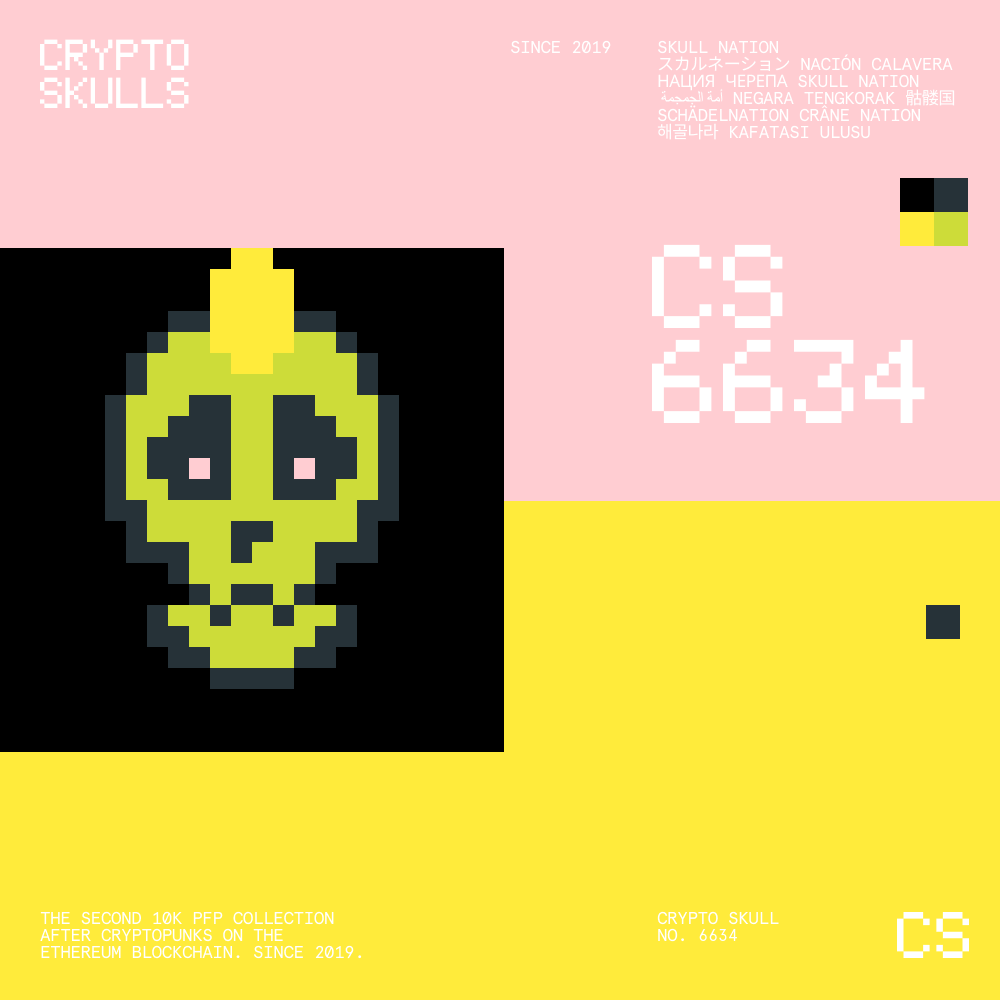 CRYPTO
SKULLS
SINCE 2019
SKULL NATION
スカルネーション NACIÓN CALAVERA
НАЦИЯ ЧЕРЕПА SKULL NATION
أمة الجمجمة NEGARA TENGKORAK 骷髅国
SCHÄDELNATION CRÂNE NATION
해골나라 KAFATASI ULUSU
CS
6634
THE SECOND 10K PFP COLLECTION
AFTER CRYPTOPUNKS ON THE
ETHEREUM BLOCKCHAIN. SINCE 2019.
CRYPTO SKULL
NO. 6634
CS